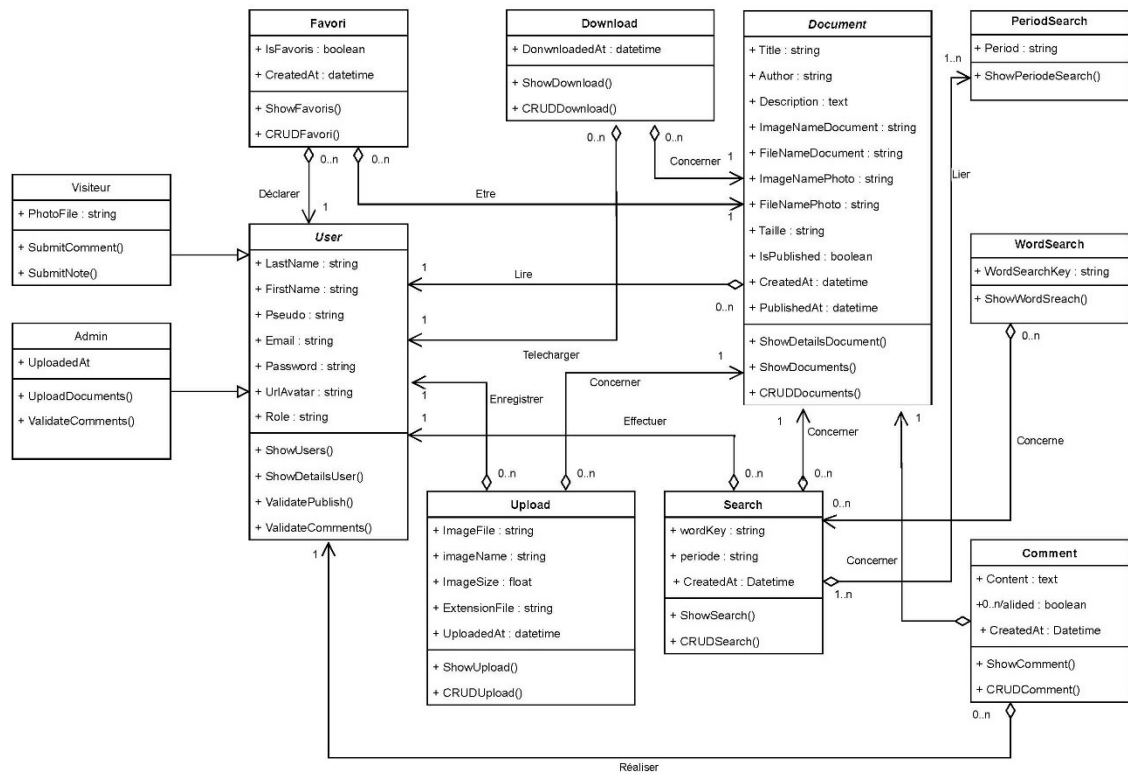 Favori
+ IsFavoris : boolean
+ CreatedAt : datetime
+ ShowFavoris()
+ CRUDFavori()
0..n
0..n
Déclarer
1
Etre
1
Download
+ DonwnloadedAt : datetime
+ ShowDownload()
+ CRUDDownload()
0..n
0..n
Concerner
1
Document
+ Title : string
+ Author : string
+ Description : text
+ ImageNameDocument : string
+ FileNameDocument : string
+ ImageNamePhoto : string
+ FileNamePhoto : string
+ Taille : string
+ IsPublished : boolean
+ CreatedAt : datetime
+ PublishedAt : datetime
+ ShowDetailsDocument()
+ ShowDocuments()
+ CRUDDocuments()
PeriodSearch
+ Period : string
+ ShowPeriodeSearch()
1..n
Lier
Visiteur
+ PhotoFile : string
+ SubmitComment()
+ SubmitNote()
User
+ LastName : string
+ FirstName : string
+ Pseudo : string
+ Email : string
+ Password : string
+ UrlAvatar : string
+ Role : string
+ ShowUsers()
+ ShowDetailsUser()
+ ValidatePublish()
+ ValidateComments()
1
Lire
0..n
1
Telecharger
WordSearch
+ WordSearchKey : string
+ ShowWordSreach()
0..n
Concerne
0..n
Admin
+ UploadedAt
+ UploadDocuments()
+ ValidateComments()
1
Enregistrer
Concerner
1
1
Effectuer
1
Concerner
1
0..n
0..n
0..n
0..n
Upload
+ ImageFile : string
+ imageName : string
+ ImageSize : float
+ ExtensionFile : string
+ UploadedAt : datetime
+ ShowUpload()
+ CRUDUpload()
Search
+ wordKey : string
+ periode : string
+ CreatedAt : Datetime
+ ShowSearch()
+ CRUDSearch()
Concerner
1..n
Comment
+ Content : text
+0..n/alided : boolean
+ CreatedAt : Datetime
+ ShowComment()
+ CRUDComment()
0..n
1
Réaliser